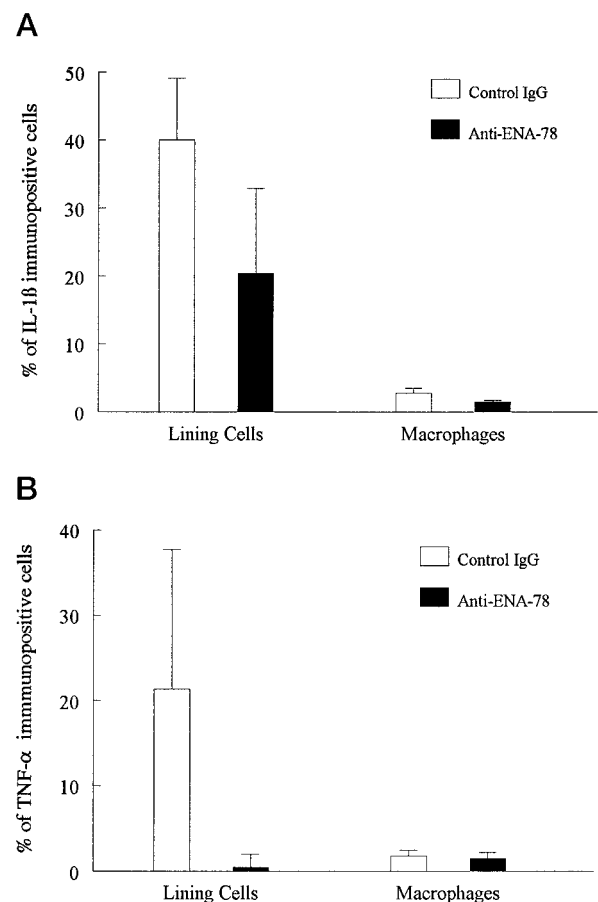 A
% of IL-1ß immunopositive cells
50
40
30
20
10
0
Control IgG
Anti-ENA-78
Lining Cells
Macrophages
B
% of TNF-α immmunopositive cells
40
30
20
10
0
Control IgG
Anti-ENA-78
Lining Cells
Macrophages